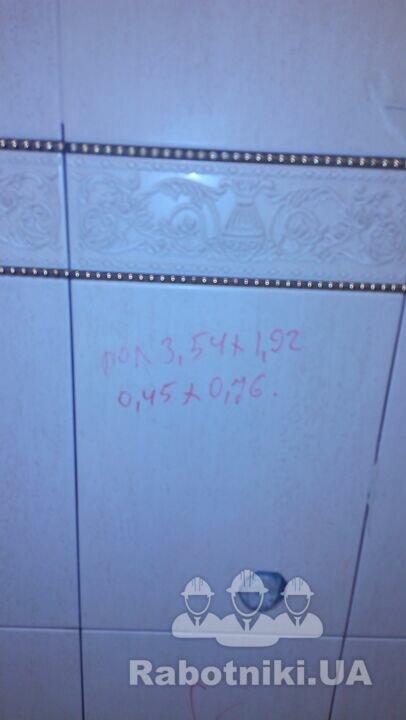 пол 3,54 x 1,92
0,45 x 0,76.
Rabotniki.UA